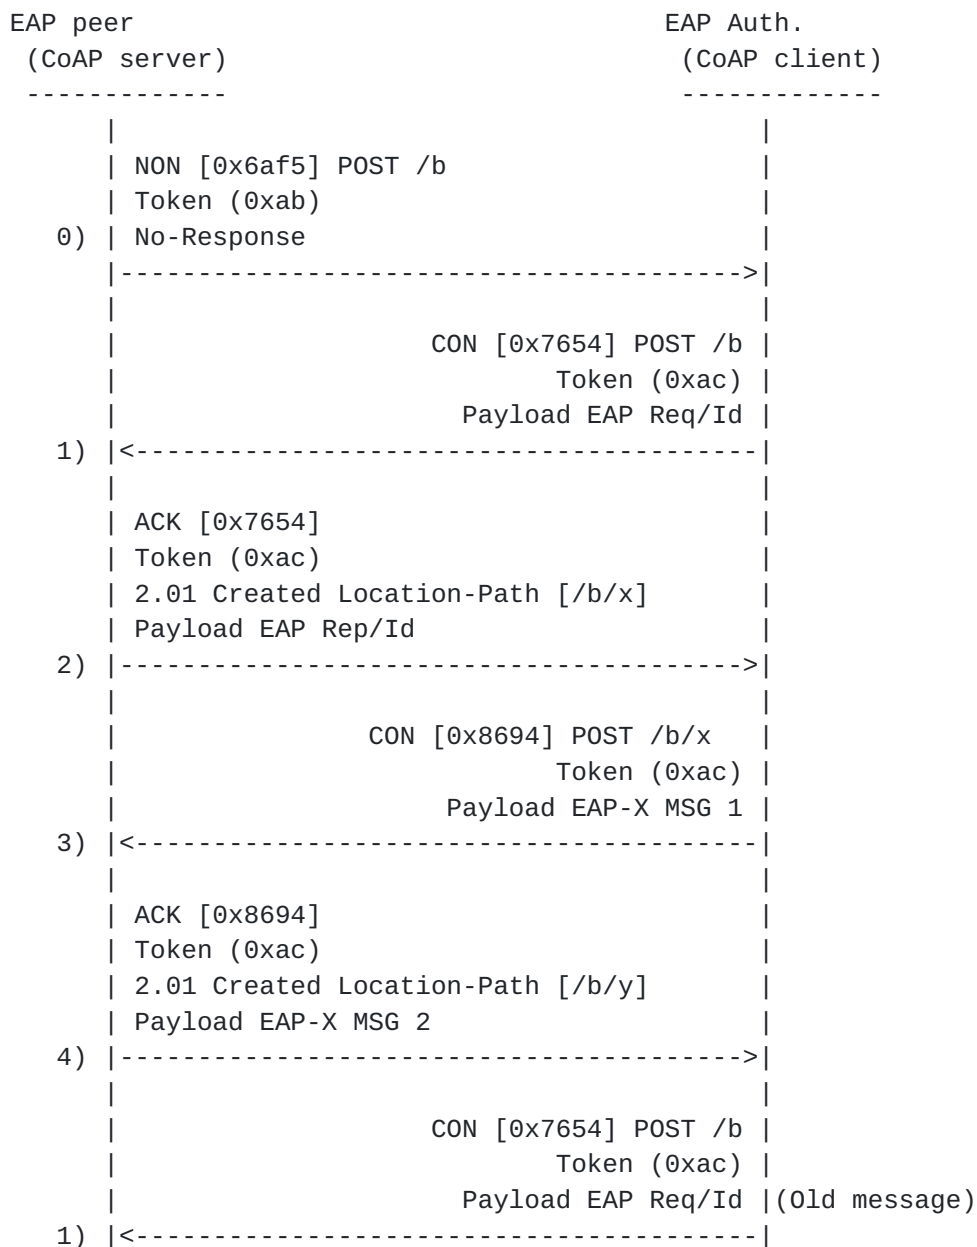 EAP peer                                  EAP Auth.
 (CoAP server)                             (CoAP client)
 -------------                             -------------
      |                                         |
      | NON [0x6af5] POST /b                    |
      | Token (0xab)                            |
   0) | No-Response                             |
      |---------------------------------------->|
      |                                         |
      |                    CON [0x7654] POST /b |
      |                            Token (0xac) |
      |                      Payload EAP Req/Id |
   1) |<----------------------------------------|
      |                                         |
      | ACK [0x7654]                            |
      | Token (0xac)                            |
      | 2.01 Created Location-Path [/b/x]       |
      | Payload EAP Rep/Id                      |
   2) |---------------------------------------->|
      |                                         |
      |                CON [0x8694] POST /b/x   |
      |                            Token (0xac) |
      |                     Payload EAP-X MSG 1 |
   3) |<----------------------------------------|
      |                                         |
      | ACK [0x8694]                            |
      | Token (0xac)                            |
      | 2.01 Created Location-Path [/b/y]       |
      | Payload EAP-X MSG 2                     |
   4) |---------------------------------------->|
      |                                         |
      |                    CON [0x7654] POST /b |
      |                            Token (0xac) |
      |                      Payload EAP Req/Id |(Old message)
   1) |<----------------------------------------|